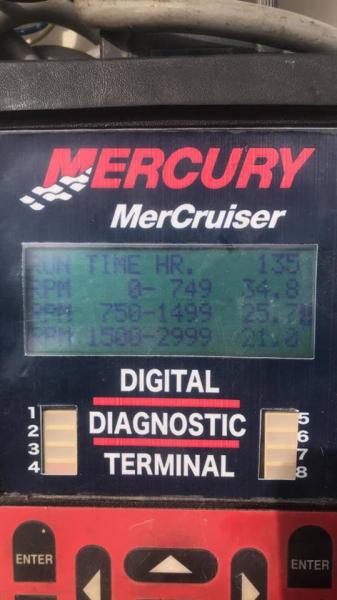 MERCURY
MerCruiser
RUN TIME HR. 135
RPM 0- 749 34.8
RPM 750-1499 25.7
RPM 1500-2999 21.0
DIGITAL
1 DIAGNOSTIC 5
2 6
3 TERMINAL 7
4 8
ENTER ENTER